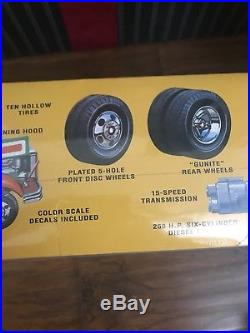 TEN HOLLOW
TIRES
NING HOOD
PLATED 5-HOLE
FRONT DISC WHEELS
"GUNITE"
REAR WHEELS
15-SPEED
TRANSMISSION
COLOR SCALE
DECALS INCLUDED
H.P. SIX-CYLINDER
DIESEL